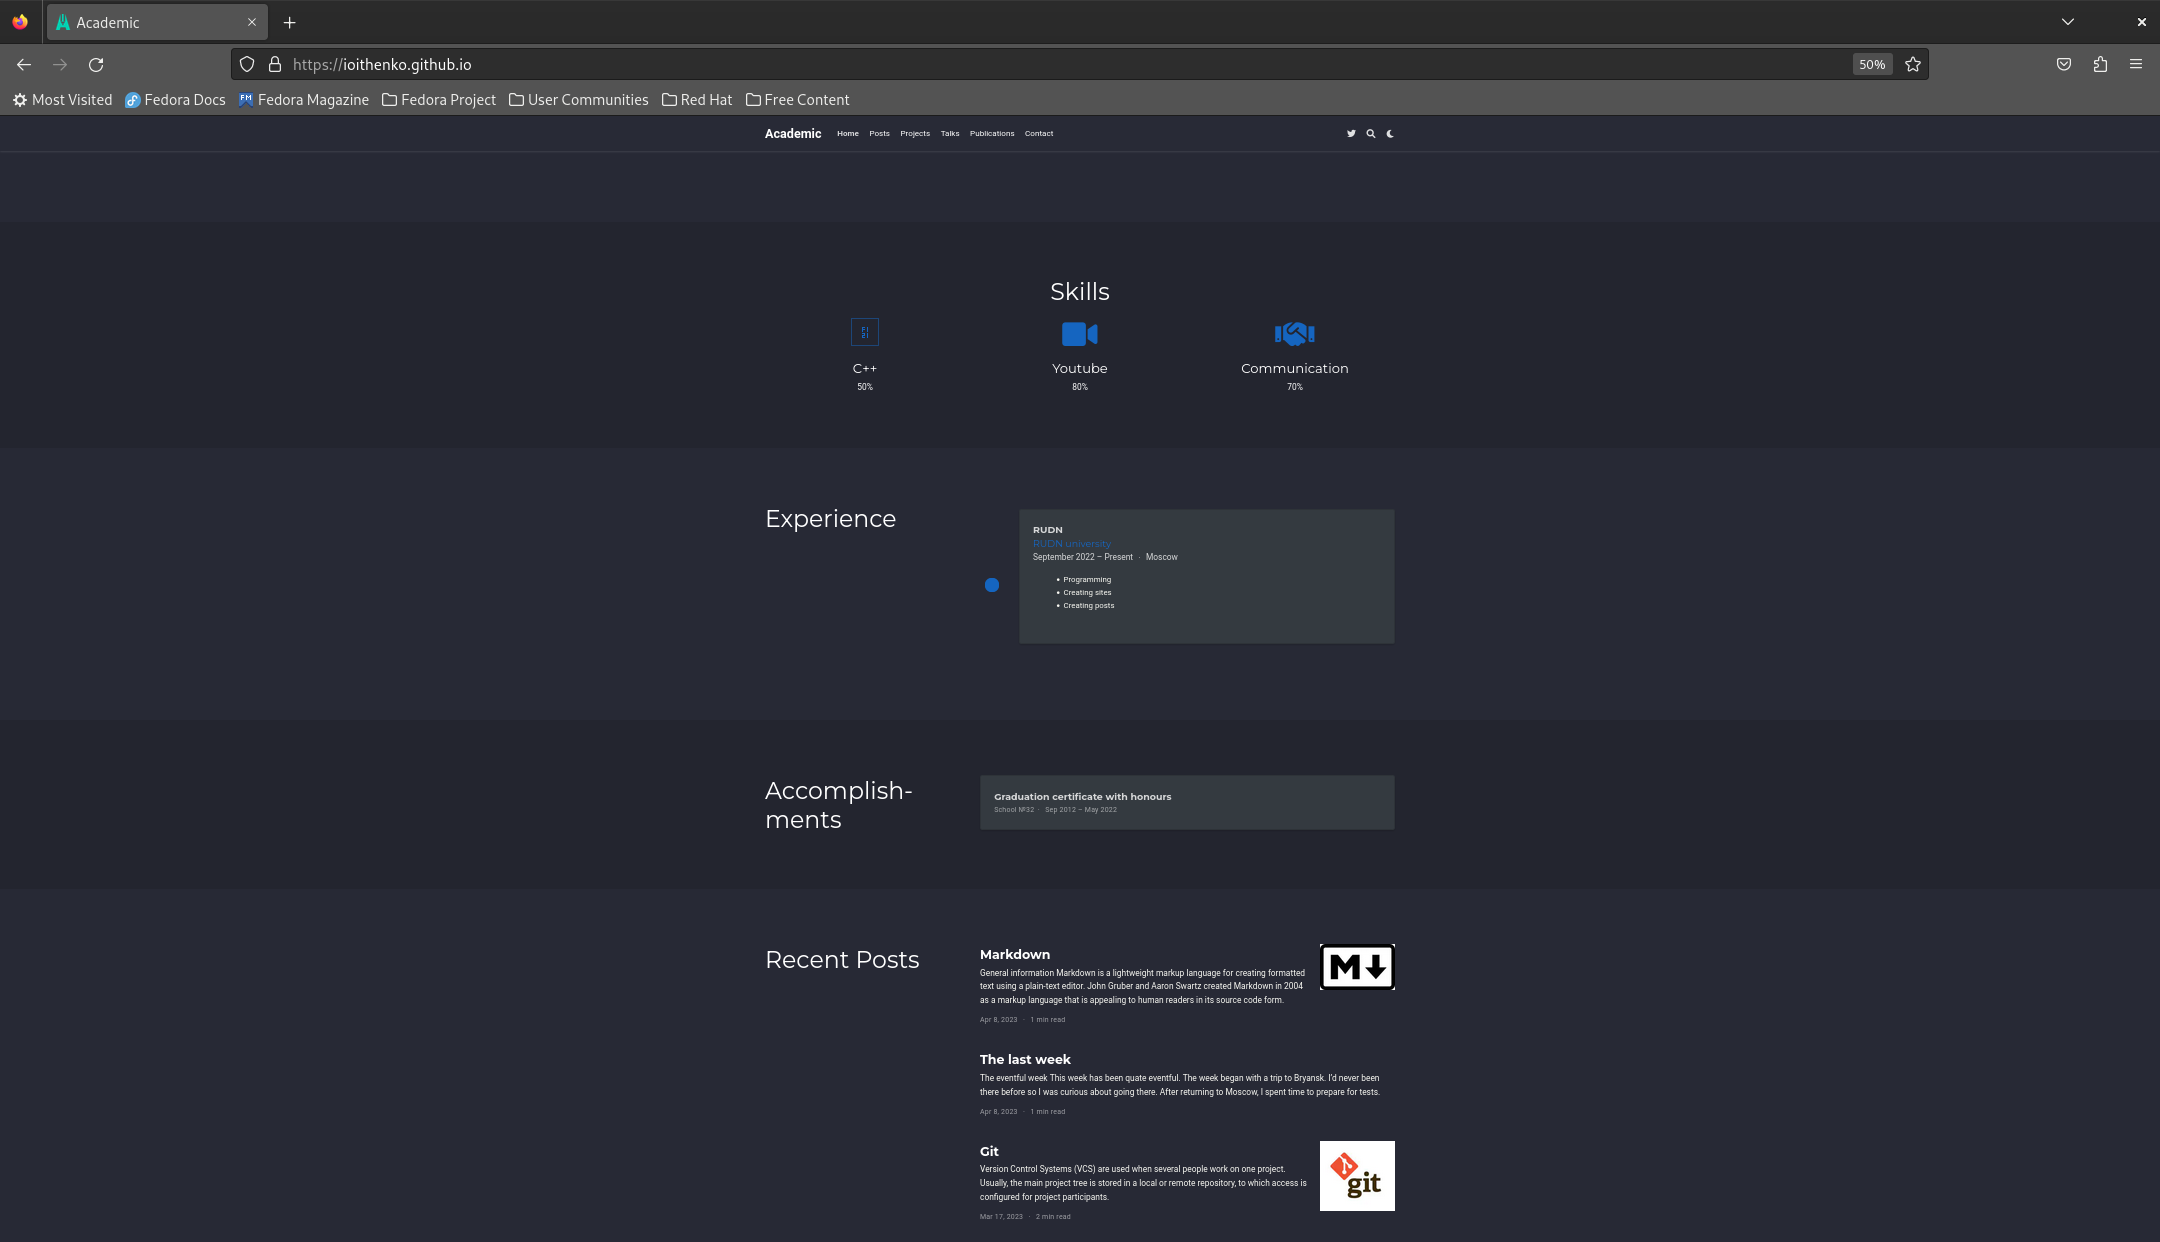 Academic
https://ioithenko.github.io
50%
Most Visited
Fedora Docs
Fedora Magazine
Fedora Project
User Communities
Red Hat
Free Content
Academic
Home
Posts
Projects
Talks
Publications
Contact
Skills
C++
50%
Youtube
80%
Communication
70%
Experience
RUDN
RUDN university
September 2022 – Present · Moscow
• Programming
• Creating sites
• Creating posts
Accomplish-
ments
Graduation certificate with honours
School №32 · Sep 2012 – May 2022
Recent Posts
Markdown
General information Markdown is a lightweight markup language for creating formatted
text using a plain-text editor. John Gruber and Aaron Swartz created Markdown in 2004
as a markup language that is appealing to human readers in its source code form.
Apr 8, 2023 · 1 min read
M
The last week
The eventful week This week has been quate eventful. The week began with a trip to Bryansk. I'd never been
there before so I was curious about going there. After returning to Moscow, I spent time to prepare for tests.
Apr 8, 2023 · 1 min read
Git
Version Control Systems (VCS) are used when several people work on one project.
Usually, the main project tree is stored in a local or remote repository, to which access is
configured for project participants.
Mar 17, 2023 · 2 min read
git